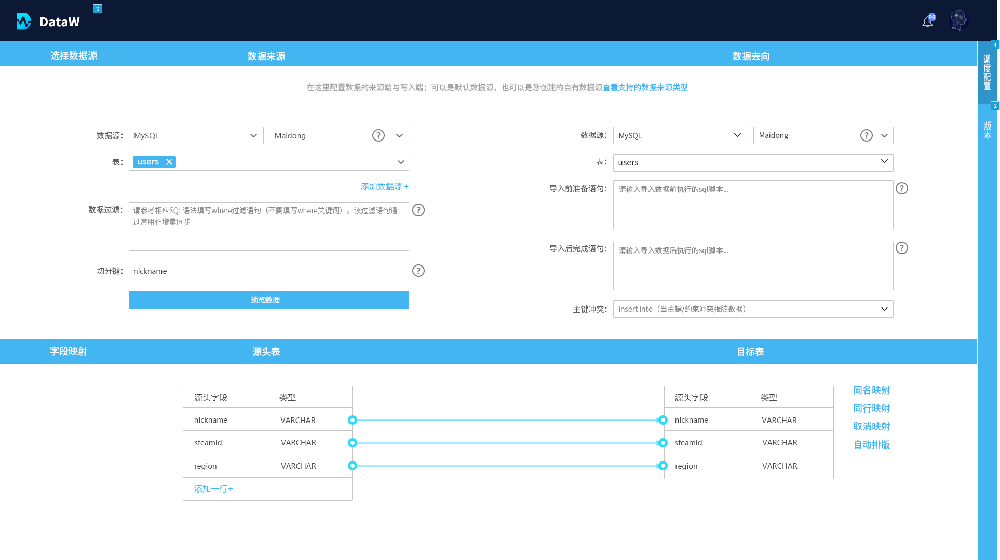 3
DataW
99
选择数据源
数据来源
数据去向
1
调度配置
2
版本
在这里配置数据的来源端与写入端；可以是默认数据源，也可以是您创建的自有数据源查看支持的数据来源类型
数据源：
MySQL
Maidong
?
表：
users
添加数据源 +
数据过滤：
请参考相应SQL语法填写where过滤语句（不要填写where关键词）。该过滤语句通
过常用作增量同步
?
切分键：
nickname
?
预览数据
数据源：
MySQL
Maidong
?
表：
users
导入前准备语句：
请输入导入数据前执行的sql脚本...
?
导入后完成语句：
请输入导入数据后执行的sql脚本...
?
主键冲突：
insert into（当主键/约束冲突报脏数据）
字段映射
源头表
目标表
源头字段 类型
nickname VARCHAR
steamId VARCHAR
region VARCHAR
添加一行+
源头字段 类型
nickname VARCHAR
steamId VARCHAR
region VARCHAR
同名映射
同行映射
取消映射
自动排版